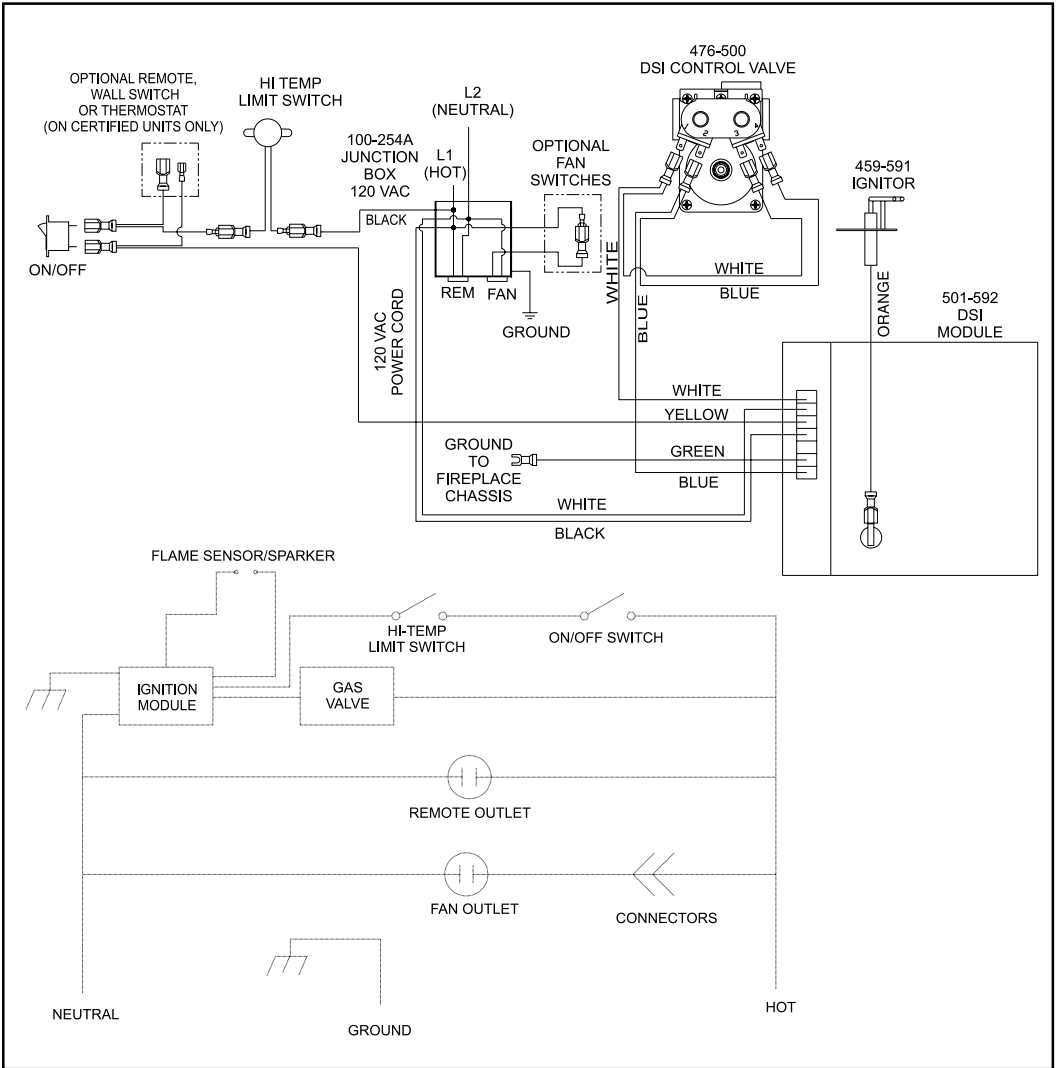 476-500
DSI CONTROL VALVE
OPTIONAL REMOTE,
WALL SWITCH
OR THERMOSTAT
(ON CERTIFIED UNITS ONLY)
HI TEMP
LIMIT SWITCH
L2
(NEUTRAL)
100-254A
JUNCTION
BOX
120 VAC
L1
(HOT)
OPTIONAL
FAN
SWITCHES
459-591
IGNITOR
2
3
BLACK
ON/OFF
REM
FAN
GROUND
WHITE
BLUE
WHITE
BLUE
ORANGE
501-592
DSI
MODULE
120 VAC
POWER CORD
WHITE
YELLOW
GREEN
BLUE
GROUND
TO
FIREPLACE
CHASSIS
WHITE
BLACK
FLAME SENSOR/SPARKER
HI-TEMP
LIMIT SWITCH
ON/OFF SWITCH
IGNITION
MODULE
GAS
VALVE
REMOTE OUTLET
FAN OUTLET
CONNECTORS
NEUTRAL
GROUND
HOT